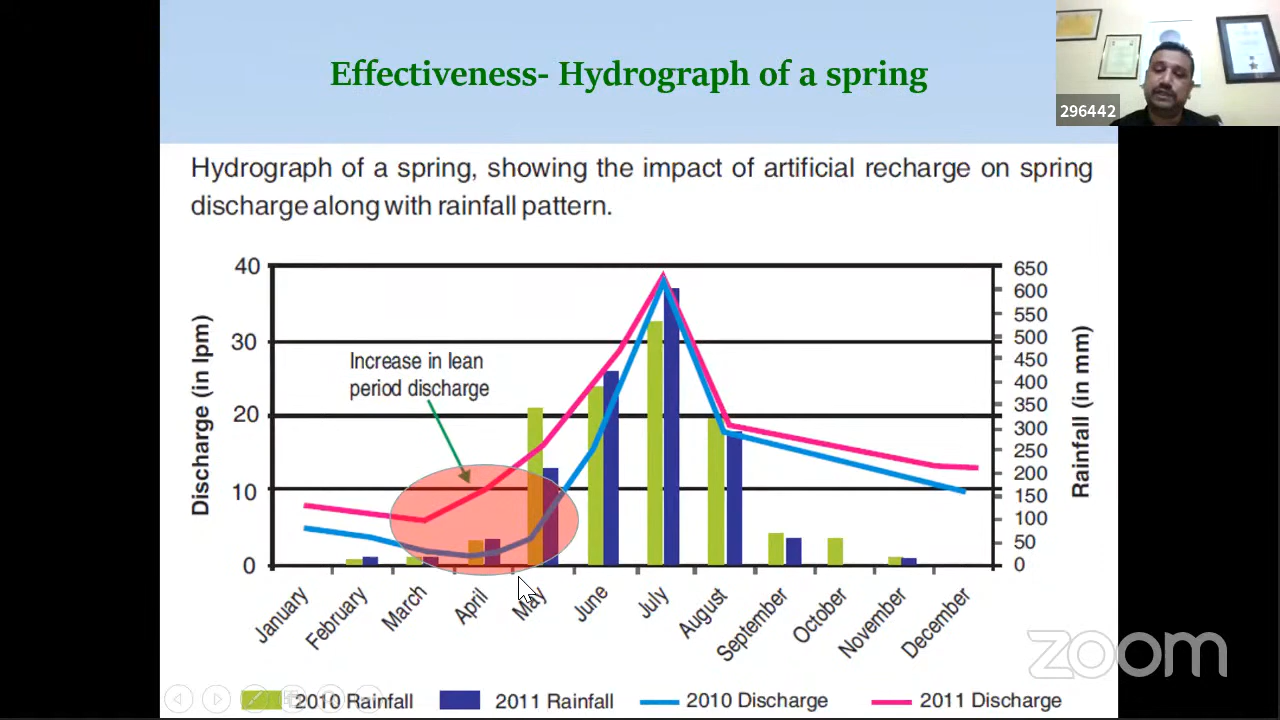 Effectiveness- Hydrograph of a spring
296442
Hydrograph of a spring, showing the impact of artificial recharge on spring
discharge along with rainfall pattern.
40
30
20
10
0
Discharge (in lpm)
650
600
550
500
450
400
350
300
250
200
150
100
50
0
Rainfall (in mm)
Increase in lean
period discharge
January
February
March
April
May
June
July
August
September
October
November
December
zoom
2010 Rainfall
2011 Rainfall
2010 Discharge
2011 Discharge